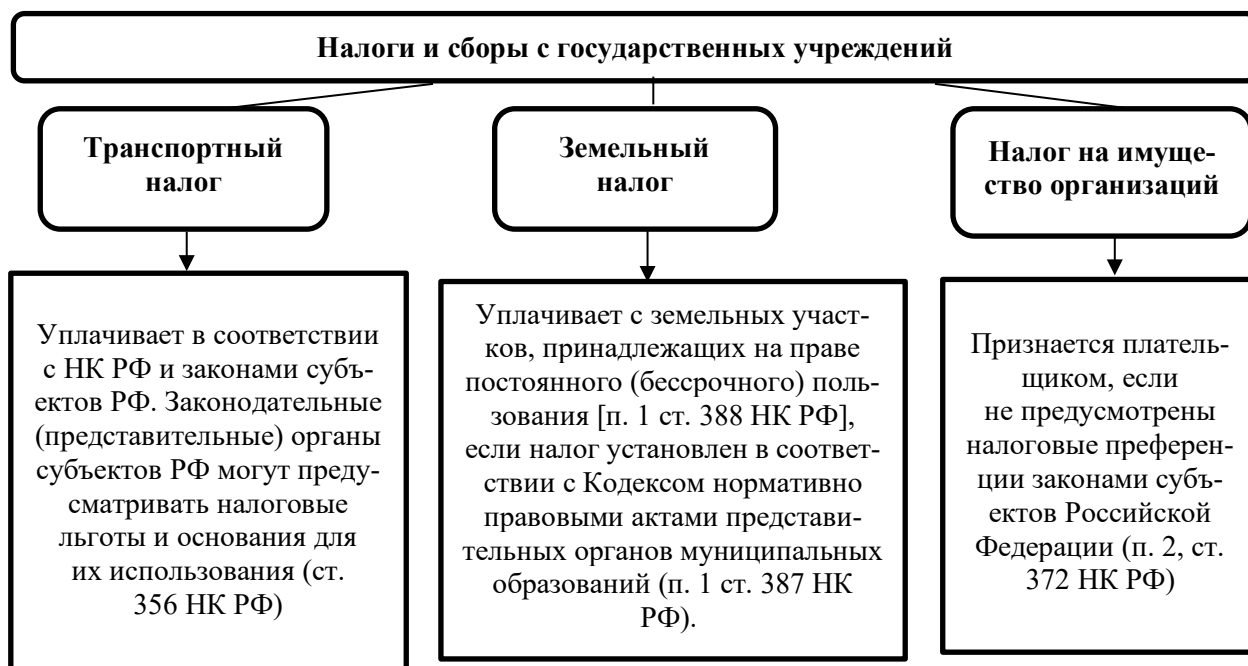 Налоги и сборы с государственных учреждений
Транспортный
налог
Земельный
налог
Налог на имуще-
ство организаций
Уплачивает в соответствии
с НК РФ и законами субъ-
ектов РФ. Законодательные
(представительные) органы
субъектов РФ могут преду-
сматривать налоговые
льготы и основания для
их использования (ст.
356 НК РФ)
Уплачивает с земельных участ-
ков, принадлежащих на праве
постоянного (бессрочного) поль-
зования [п. 1 ст. 388 НК РФ],
если налог установлен в соответ-
ствии с Кодексом нормативно
правовыми актами представи-
тельных органов муниципальных
образований (п. 1 ст. 387 НК
РФ).
Признается платель-
щиком, если
не предусмотрены
налоговые преферен-
ции законами субъ-
ектов Российской
Федерации (п. 2, ст.
372 НК РФ)